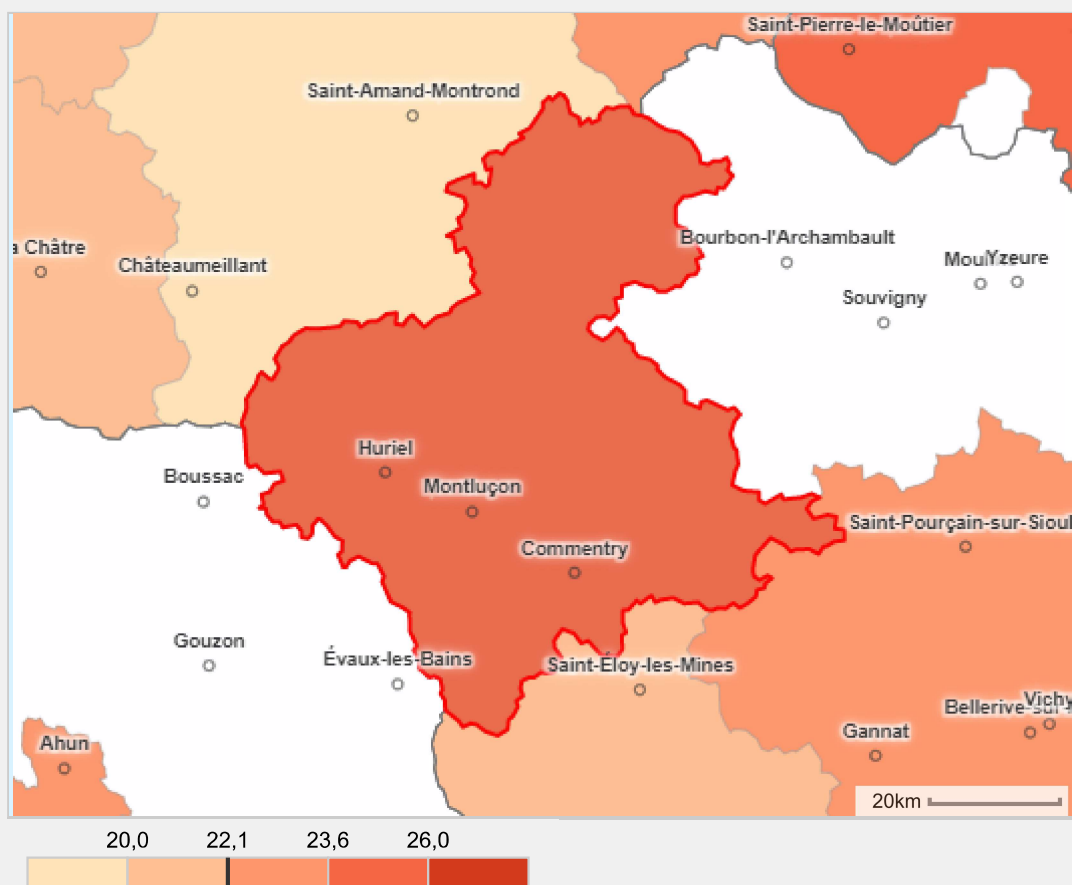 Saint-Pierre-le-Moûtier
Saint-Amand-Montrond
Bourbon-l'Archambault
a Châtre
Châteaumeillant
Yzeure
Souvigny
Huriel
Boussac
Montluçon
Saint-Pourçain-sur-Sioul
Commentry
Gouzon
Évaux-les-Bains
Saint-Éloy-les-Mines
Vichy
Bellerive-sur-
Gannat
Ahun
20km
20,0 22,1 23,6 26,0